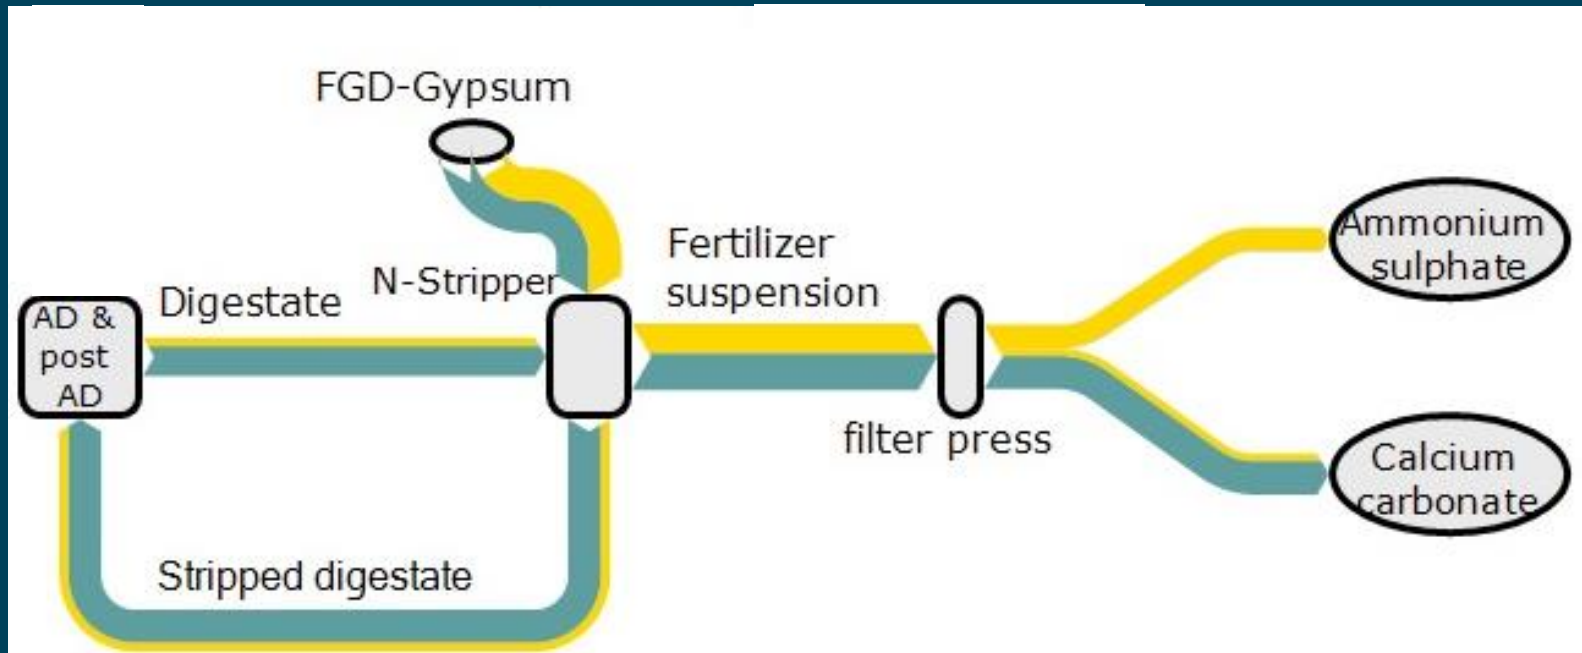 FGD-Gypsum
Fertilizer
suspension
N-Stripper
Digestate
AD &
post
AD
filter press
Stripped digestate
Ammonium
sulphate
Calcium
carbonate